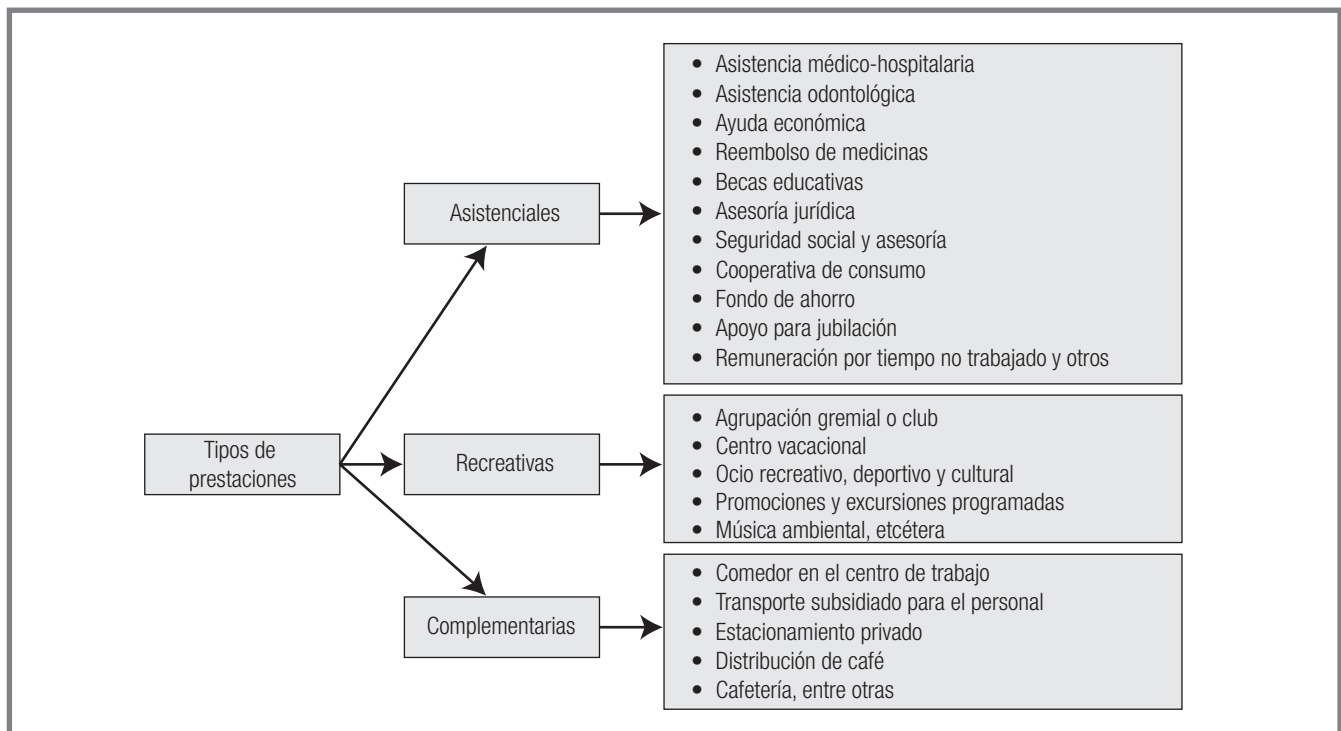 • Asistencia médico-hospitalaria
• Asistencia odontológica
• Ayuda económica
• Reembolso de medicinas
• Becas educativas
• Asesoría jurídica
• Seguridad social y asesoría
• Cooperativa de consumo
• Fondo de ahorro
• Apoyo para jubilación
• Remuneración por tiempo no trabajado y otros
Asistenciales
Tipos de
prestaciones
Recreativas
• Agrupación gremial o club
• Centro vacacional
• Ocio recreativo, deportivo y cultural
• Promociones y excursiones programadas
• Música ambiental, etcétera
Complementarias
• Comedor en el centro de trabajo
• Transporte subsidiado para el personal
• Estacionamiento privado
• Distribución de café
• Cafetería, entre otras